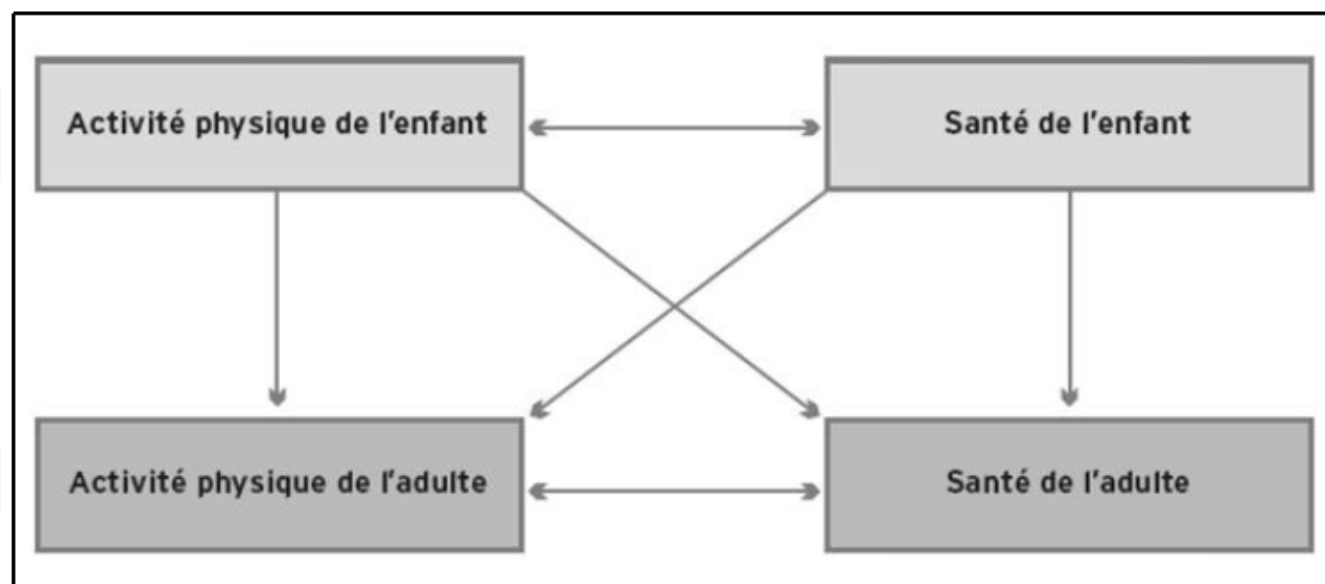 Activité physique de l'enfant
Santé de l'enfant
Activité physique de l'adulte
Santé de l'adulte